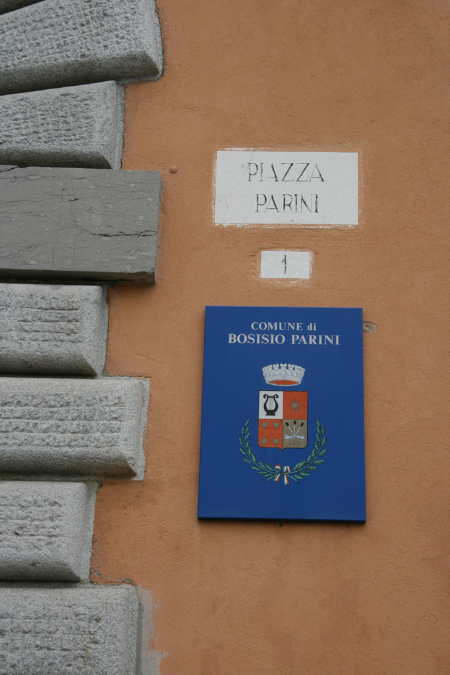 PIAZZA
PARINI
1
COMUNE di
BOSISIO PARINI